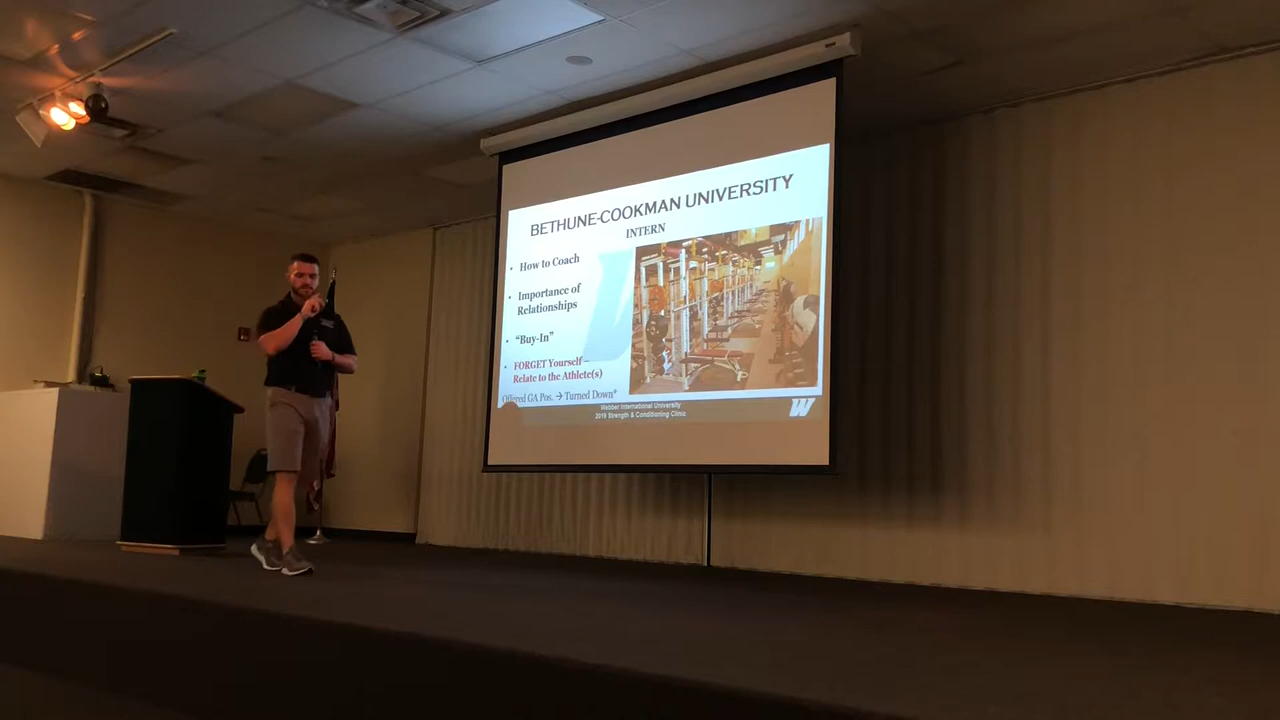 BETHUNE-COOKMAN UNIVERSITY
INTERN
• How to Coach
• Importance of
Relationships
• "Buy-In"
• FORGET Yourself –
Relate to the Athlete(s)
Offered GA Pos. → Turned Down*
Webber International University
2019 Strength & Conditioning Clinic
W